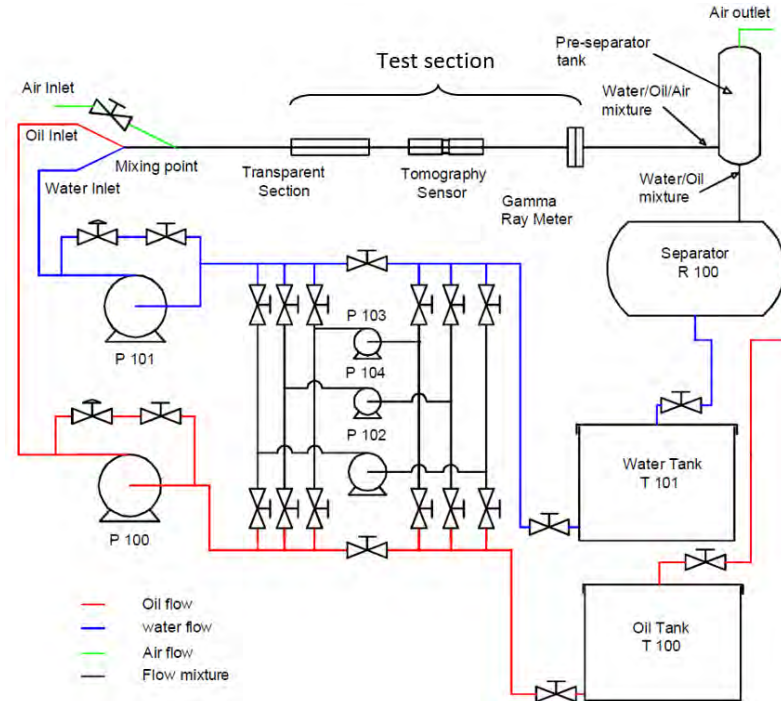 Air outlet
Test section
Pre-separator
tank
Air Inlet
Water/Oil/Air
mixture
Oil Inlet
Mixing point
Transparent
Section
Tomography
Sensor
Water/Oil
mixture
Water Inlet
Gamma
Ray Meter
Separator
R 100
P 103
P 101
P 104
P 102
Water Tank
T 101
P 100
Oil flow
water flow
Air flow
Flow mixture
Oil Tank
T 100